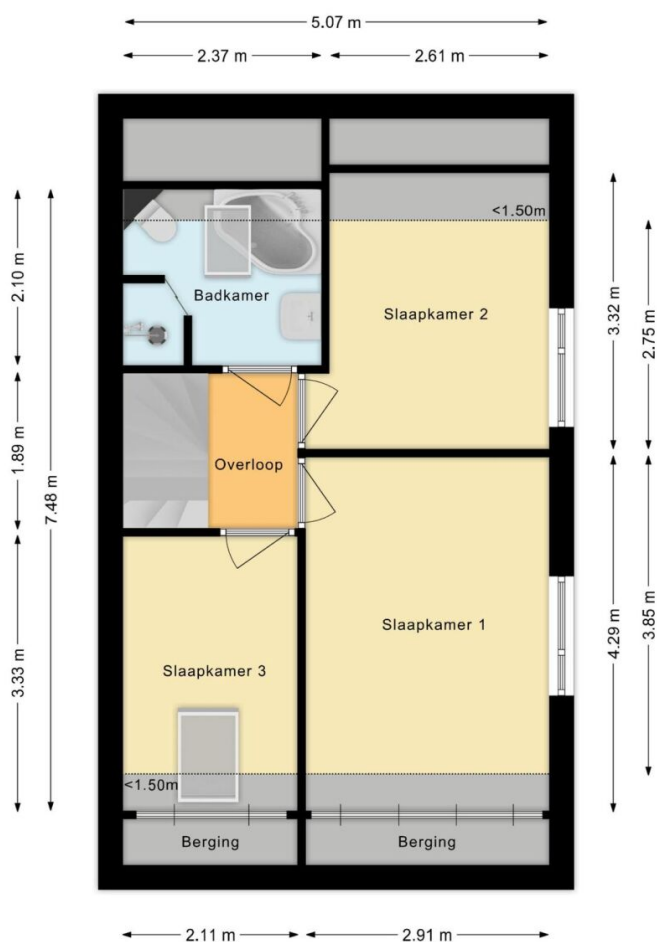 5.07 m
2.37 m
2.61 m
<1.50m
2.10 m
3.32 m
2.75 m
Badkamer
Slaapkamer 2
1.89 m
7.48 m
Overloop
Slaapkamer 1
4.29 m
3.85 m
3.33 m
Slaapkamer 3
<1.50m
Berging
Berging
2.11 m
2.91 m